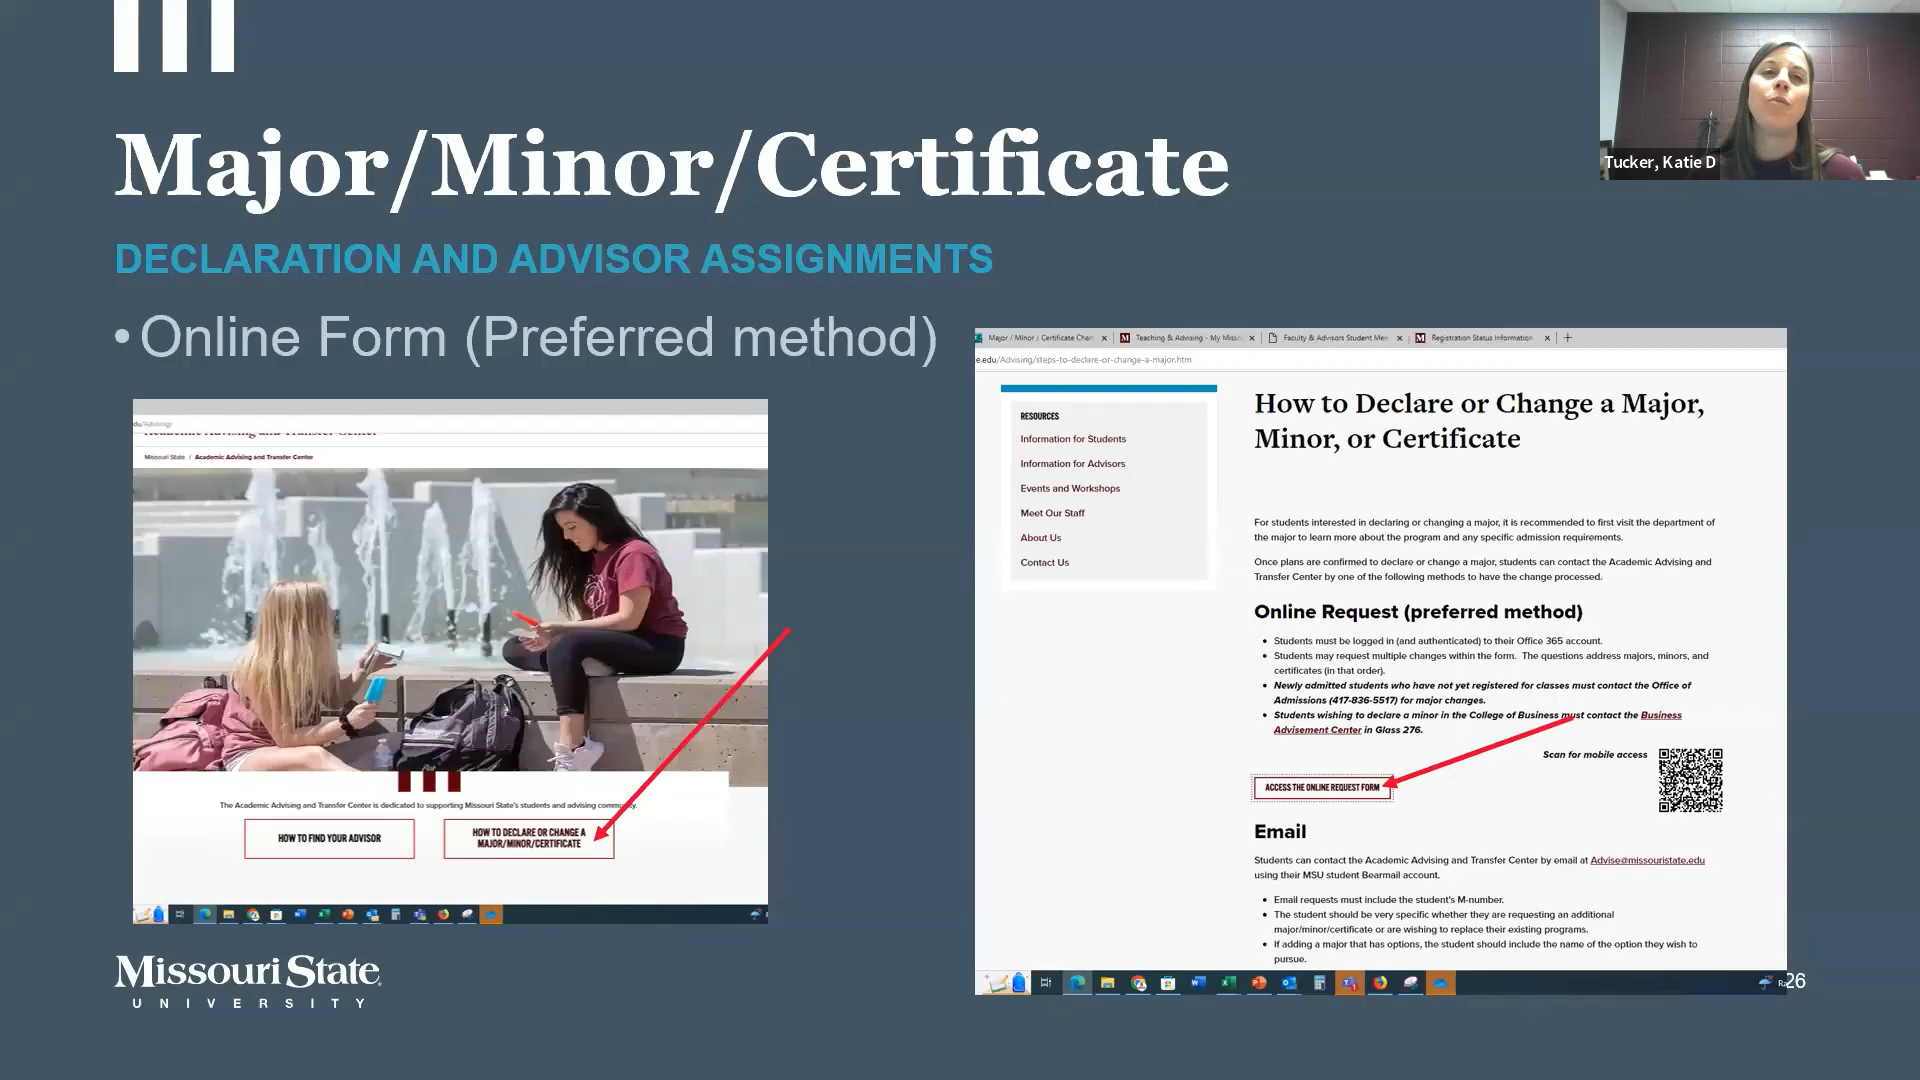 Major/Minor/Certificate
DECLARATION AND ADVISOR ASSIGNMENTS
• Online Form (Preferred method)
Tucker, Katie D
du/Advising/
Academic Advising and Transfer Center
Missouri State / Academic Advising and Transfer Center
The Academic Advising and Transfer Center is dedicated to supporting Missouri State's students and advising community.
HOW TO FIND YOUR ADVISOR
HOW TO DECLARE OR CHANGE A
MAJOR/MINOR/CERTIFICATE
Major / Minor / Certificate Chan
Teaching & Advising - My Misso
Faculty & Advisors Student Men
Registration Status Information
e.edu/Advising/steps-to-declare-or-change-a-major.htm
RESOURCES
Information for Students
Information for Advisors
Events and Workshops
Meet Our Staff
About Us
Contact Us
How to Declare or Change a Major,
Minor, or Certificate
For students interested in declaring or changing a major, it is recommended to first visit the department of
the major to learn more about the program and any specific admission requirements.
Once plans are confirmed to declare or change a major, students can contact the Academic Advising and
Transfer Center by one of the following methods to have the change processed.
Online Request (preferred method)
• Students must be logged in (and authenticated) to their Office 365 account.
• Students may request multiple changes within the form. The questions address majors, minors, and
certificates (in that order).
• Newly admitted students who have not yet registered for classes must contact the Office of
Admissions (417-836-5517) for major changes.
• Students wishing to declare a minor in the College of Business must contact the Business
Advisement Center in Glass 276.
Scan for mobile access
ACCESS THE ONLINE REQUEST FORM
Email
Students can contact the Academic Advising and Transfer Center by email at Advise@missouristate.edu
using their MSU student Bearmail account.
• Email requests must include the student's M-number.
• The student should be very specific whether they are requesting an additional
major/minor/certificate or are wishing to replace their existing programs.
• If adding a major that has options, the student should include the name of the option they wish to
pursue.
Missouri State
UNIVERSITY
26